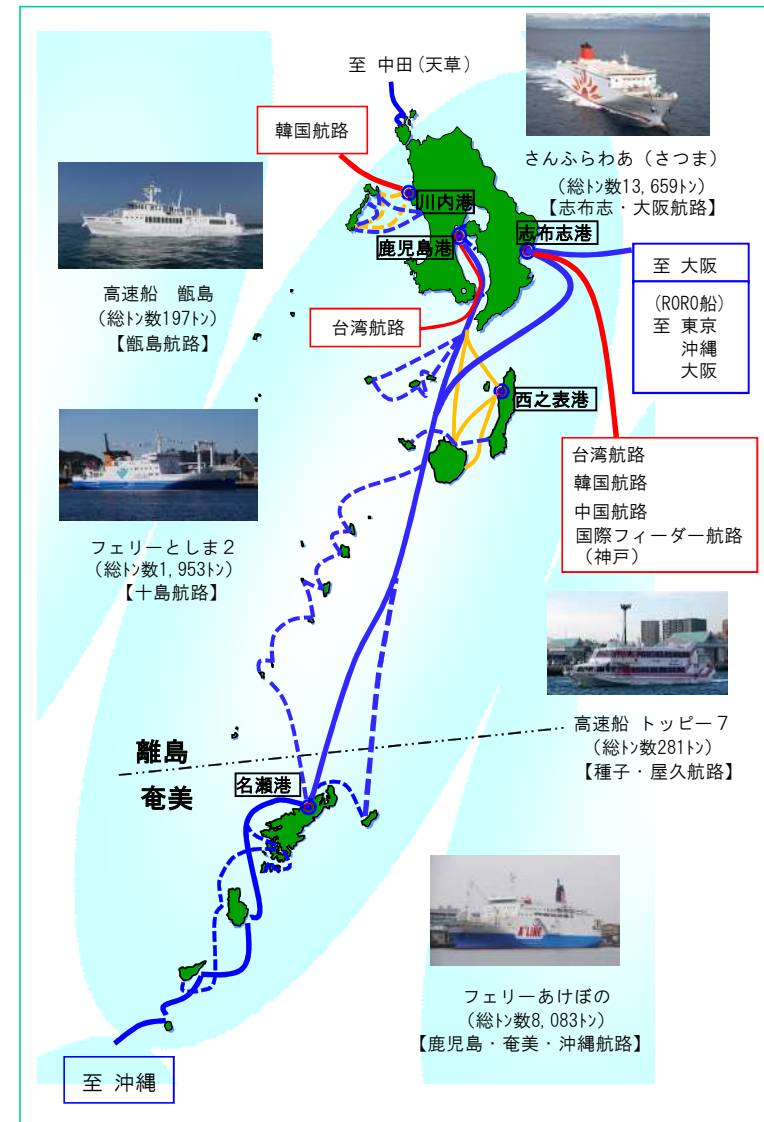 至 中田(天草)
韓国航路
さんふらわあ（さつま）
（総トン数13,659トン）
【志布志・大阪航路】
川内港
鹿児島港
志布志港
至 大阪
(RORO船)
至 東京
沖縄
大阪
高速船　甑島
（総トン数197トン）
【甑島航路】
台湾航路
西之表港
台湾航路
韓国航路
中国航路
国際フィーダー航路
（神戸）
フェリーとしま２
（総トン数1,953トン）
【十島航路】
高速船 トッピー７
（総トン数281トン）
【種子・屋久航路】
離島
奄美
名瀬港
A"LINE
フェリーあけぼの
（総トン数8,083トン）
【鹿児島・奄美・沖縄航路】
至 沖縄